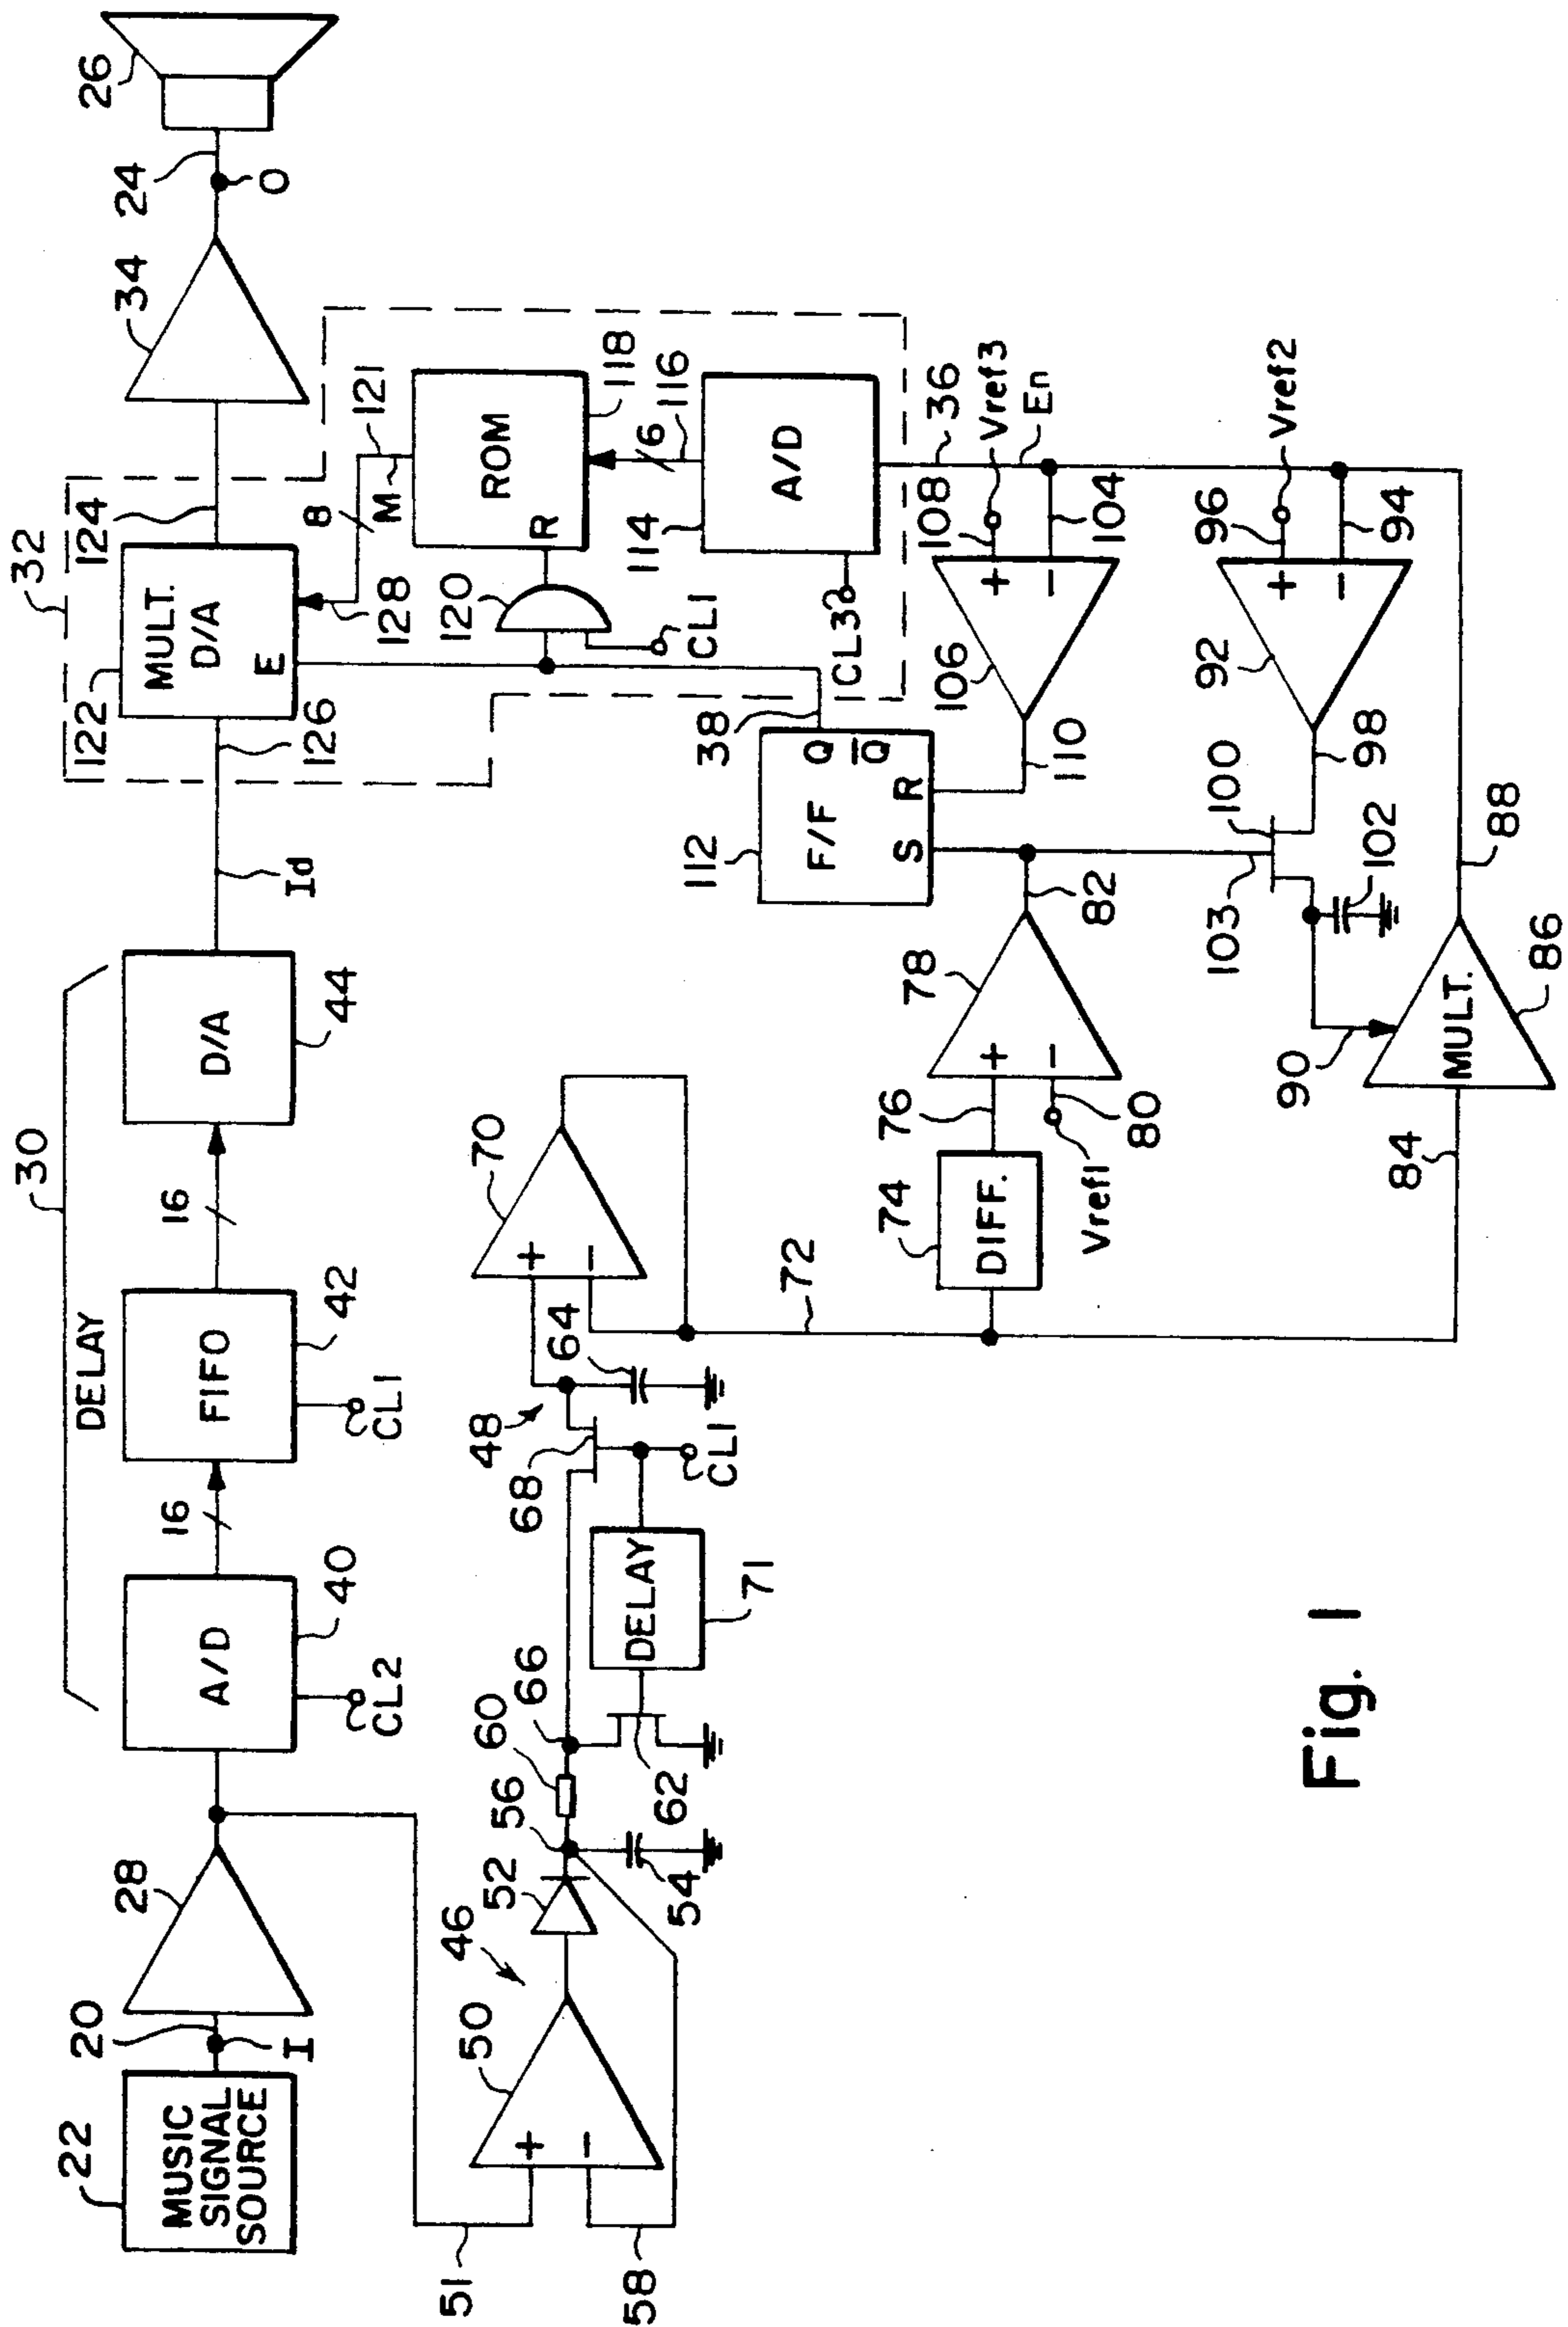 22
MUSIC
SIGNAL
SOURCE
20
I
28
30
DELAY
A/D
40
CL2
16
FIFO
42
CL1
16
D/A
44
Id
32
122
MULT.
D/A
E
126
124
34
24
O
26
8
M
121
128
ROM
R
118
120
CL1
6
116
A/D
114
CL3
36
En
38
51
50
+
−
58
46
52
56
54
60
66
62
DELAY
71
68
48
CL1
64
70
+
−
72
74
DIFF.
76
+
−
80
Vref1
78
82
112
F/F
Q
Q̅
S
R
110
106
+
−
108
Vref3
104
92
+
−
96
Vref2
94
98
100
103
102
90
84
MULT.
86
88
Fig. 1